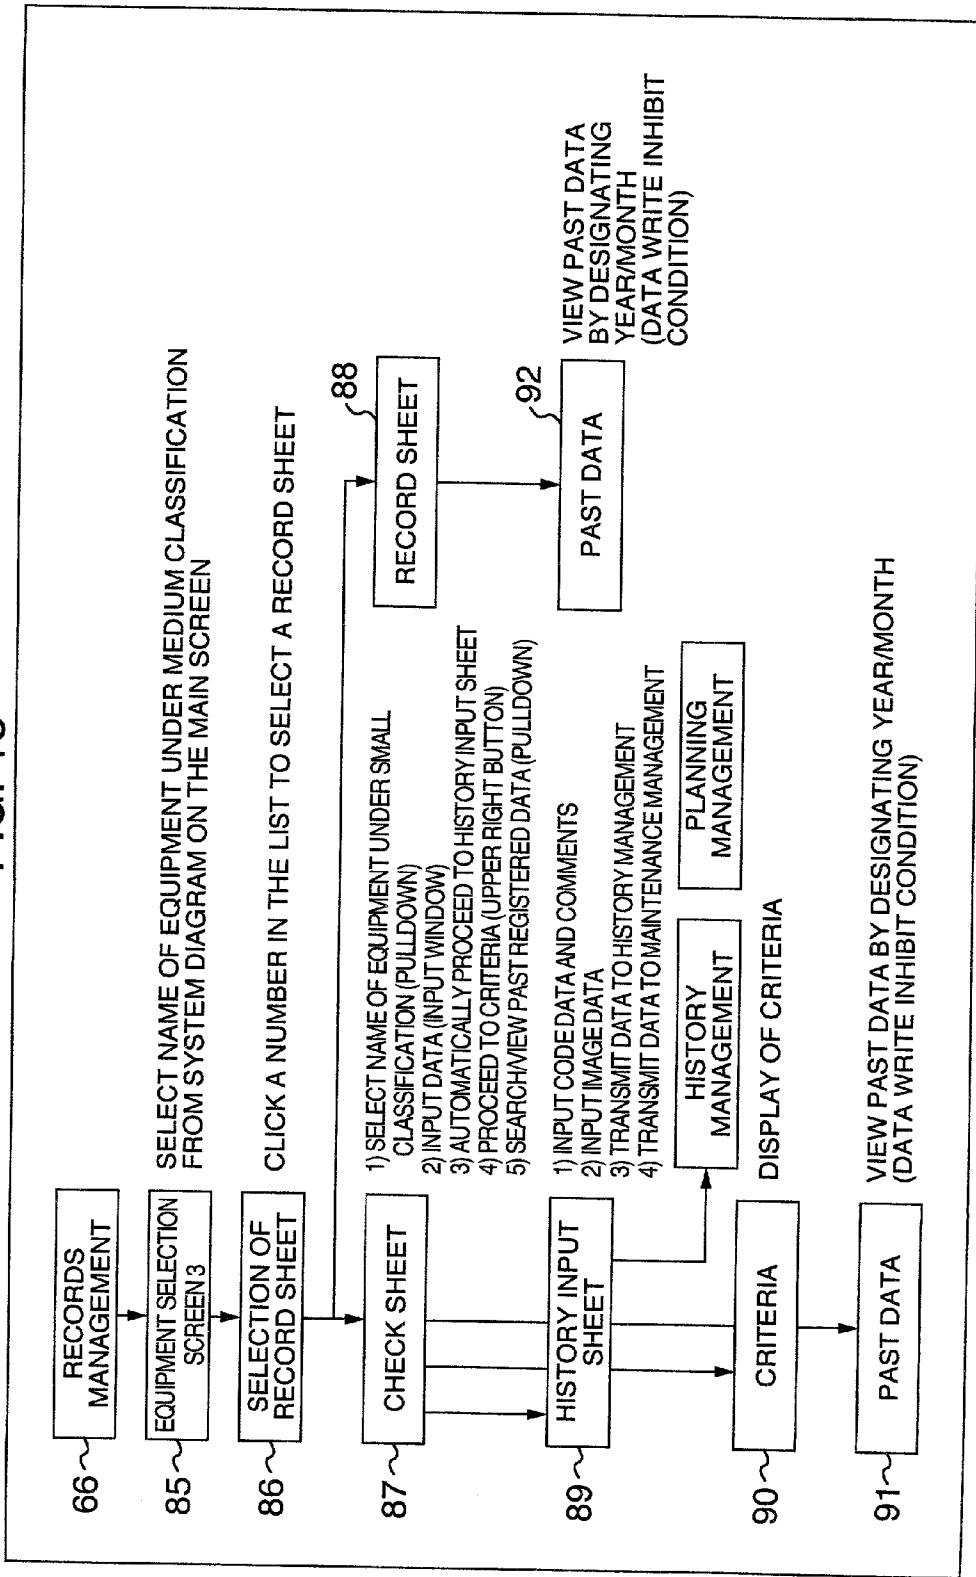 66
RECORDS
MANAGEMENT
85
EQUIPMENT SELECTION
SCREEN 3
SELECT NAME OF EQUIPMENT UNDER MEDIUM CLASSIFICATION
FROM SYSTEM DIAGRAM ON THE MAIN SCREEN
86
SELECTION OF
RECORD SHEET
CLICK A NUMBER IN THE LIST TO SELECT A RECORD SHEET
87
CHECK SHEET
1) SELECT NAME OF EQUIPMENT UNDER SMALL
CLASSIFICATION (PULLDOWN)
2) INPUT DATA (INPUT WINDOW)
3) AUTOMATICALLY PROCEED TO HISTORY INPUT SHEET
4) PROCEED TO CRITERIA (UPPER RIGHT BUTTON)
5) SEARCH/VIEW PAST REGISTERED DATA (PULLDOWN)
88
RECORD SHEET
89
HISTORY INPUT
SHEET
1) INPUT CODE DATA AND COMMENTS
2) INPUT IMAGE DATA
3) TRANSMIT DATA TO HISTORY MANAGEMENT
4) TRANSMIT DATA TO MAINTENANCE MANAGEMENT
92
PAST DATA
VIEW PAST DATA
BY DESIGNATING
YEAR/MONTH
(DATA WRITE INHIBIT
CONDITION)
HISTORY
MANAGEMENT
PLANNING
MANAGEMENT
90
CRITERIA
DISPLAY OF CRITERIA
91
PAST DATA
VIEW PAST DATA BY DESIGNATING YEAR/MONTH
(DATA WRITE INHIBIT CONDITION)